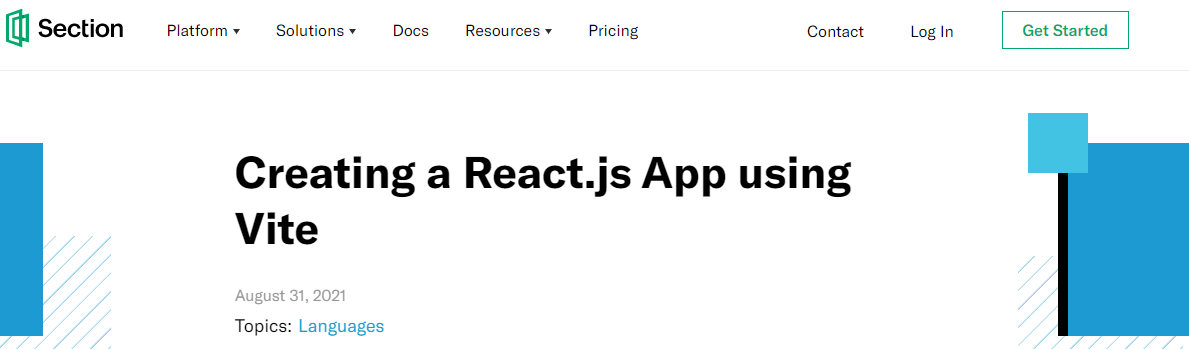 Section Platform Solutions Docs Resources Pricing Contact Log In Get Started
Creating a React.js App using
Vite
August 31, 2021
Topics: Languages